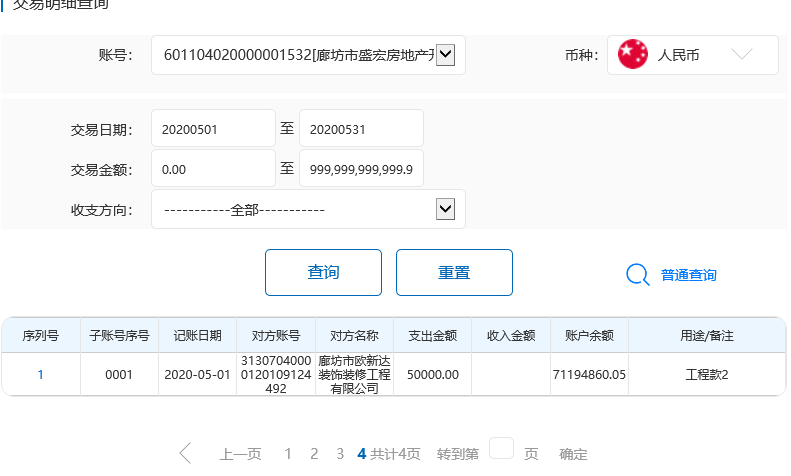 交易明细查询
账号： 601104020000001532[廊坊市盛宏房地产开 币种： 人民币
交易日期： 20200501 至 20200531
交易金额： 0.00 至 999,999,999,999.9
收支方向： -----------全部-----------
查询 重置 普通查询
序列号 子账号序号 记账日期 对方账号 对方名称 支出金额 收入金额 账户余额 用途/备注
1 0001 2020-05-01 31307040000120109124492 廊坊市欧新达装饰装修工程有限公司 50000.00 71194860.05 工程款2
上一页 1 2 3 4 共计4页 转到第 页 确定